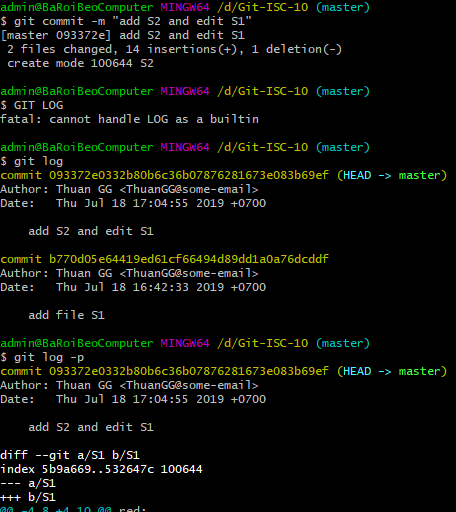 $ git commit -m "add S2 and edit S1"
[master 093372e] add S2 and edit S1
 2 files changed, 14 insertions(+), 1 deletion(-)
 create mode 100644 S2
admin@BaRoiBeoComputer MINGW64 /d/Git-ISC-10 (master)
$ GIT LOG
fatal: cannot handle LOG as a builtin
admin@BaRoiBeoComputer MINGW64 /d/Git-ISC-10 (master)
$ git log
commit 093372e0332b80b6c36b07876281673e083b69ef (HEAD -> master)
Author: Thuan GG <ThuanGG@some-email>
Date:   Thu Jul 18 17:04:55 2019 +0700
    add S2 and edit S1
commit b770d05e64419ed61cf66494d89dd1a0a76dcddf
Author: Thuan GG <ThuanGG@some-email>
Date:   Thu Jul 18 16:42:33 2019 +0700
    add file S1
admin@BaRoiBeoComputer MINGW64 /d/Git-ISC-10 (master)
$ git log -p
commit 093372e0332b80b6c36b07876281673e083b69ef (HEAD -> master)
Author: Thuan GG <ThuanGG@some-email>
Date:   Thu Jul 18 17:04:55 2019 +0700
    add S2 and edit S1
diff --git a/S1 b/S1
index 5b9a669..532647c 100644
--- a/S1
+++ b/S1
@@ -4,8 +4,10 @@ red;